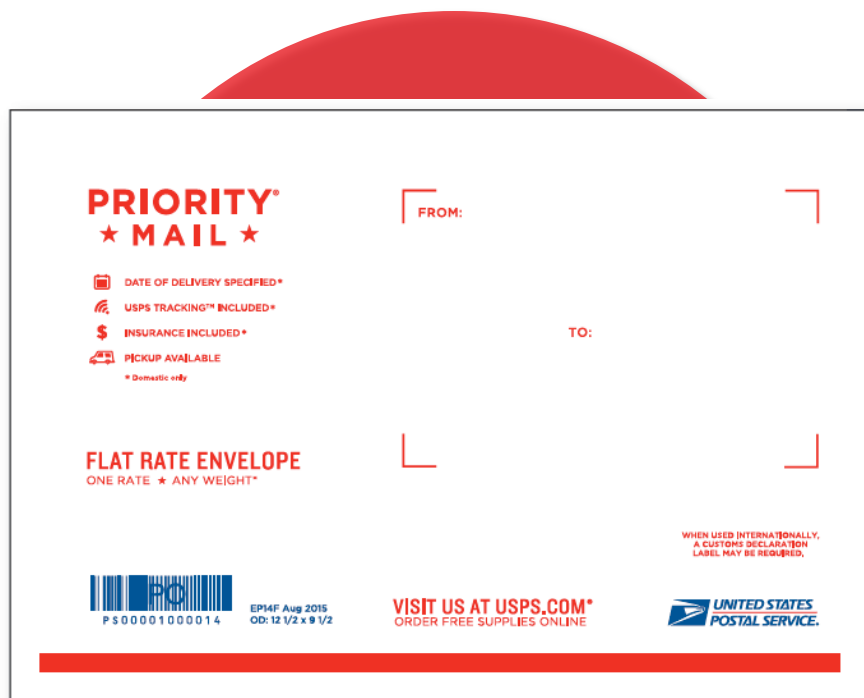 PRIORITY®
★ MAIL ★
DATE OF DELIVERY SPECIFIED*
USPS TRACKING™ INCLUDED*
$ INSURANCE INCLUDED*
PICKUP AVAILABLE
* Domestic only
FROM:
TO:
FLAT RATE ENVELOPE
ONE RATE ★ ANY WEIGHT*
WHEN USED INTERNATIONALLY,
A CUSTOMS DECLARATION
LABEL MAY BE REQUIRED.
PO
PS00001000014
EP14F Aug 2015
OD: 12 1/2 x 9 1/2
VISIT US AT USPS.COM®
ORDER FREE SUPPLIES ONLINE
UNITED STATES
POSTAL SERVICE®